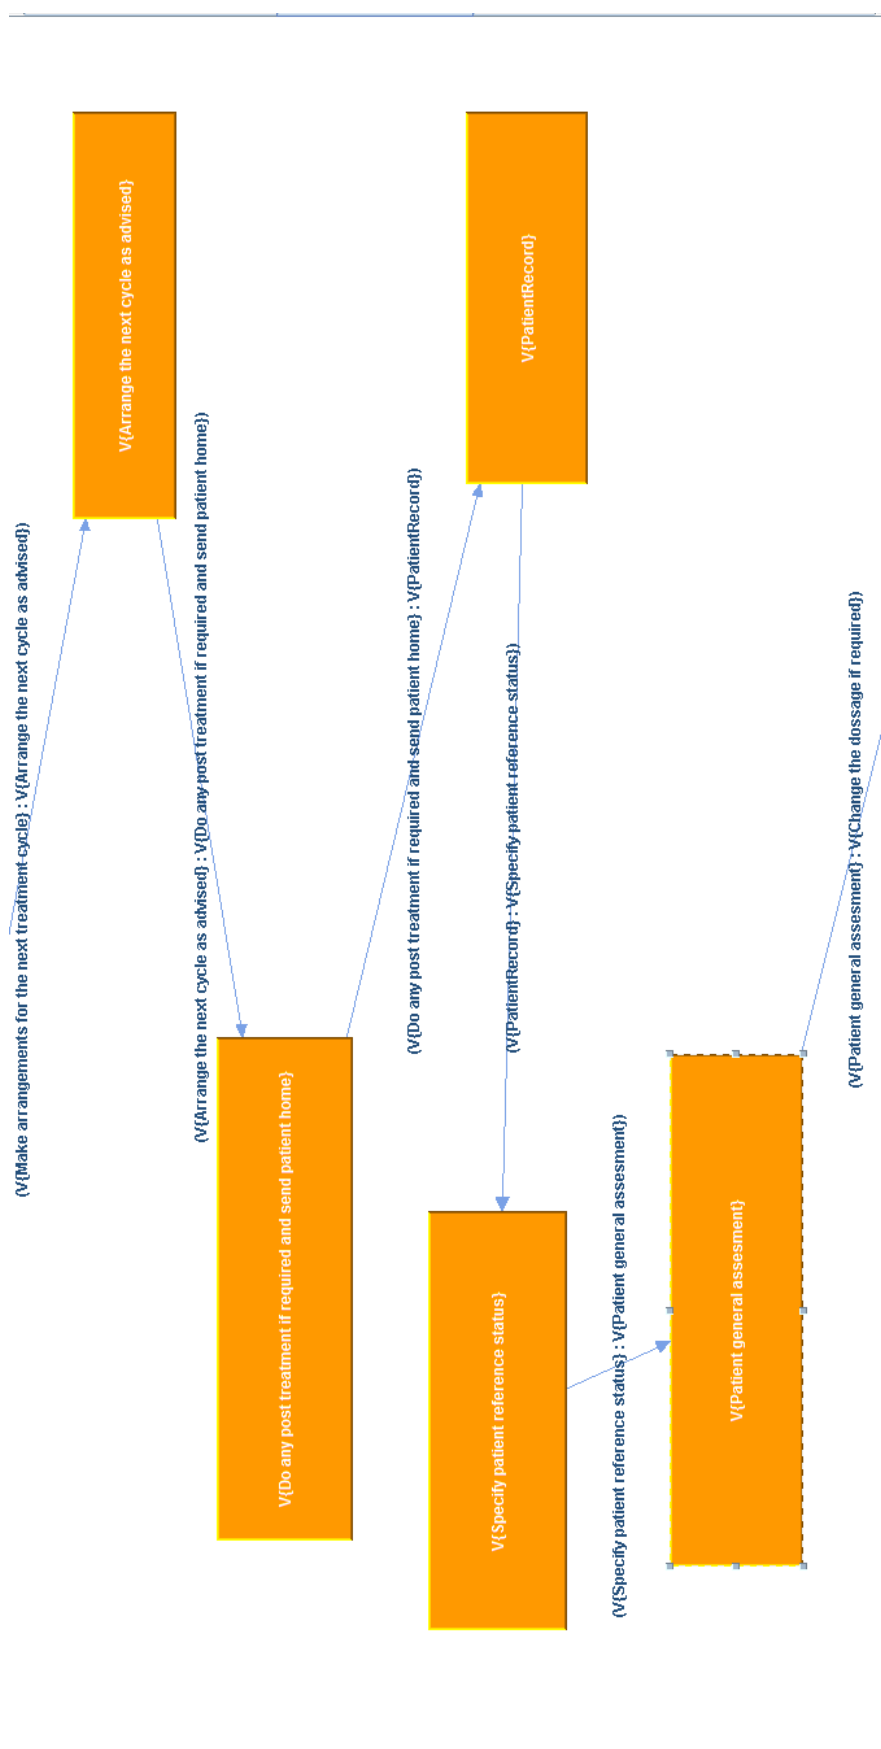 (V{Make arrangements for the next treatment cycle} : V{Arrange the next cycle as advised})
V{Arrange the next cycle as advised}
(V{Arrange the next cycle as advised} : V{Do any post treatment if required and send patient home})
V{Do any post treatment if required and send patient home}
(V{Do any post treatment if required and send patient home} : V{PatientRecord})
V{PatientRecord}
(V{PatientRecord} : V{Specify patient reference status})
V{Specify patient reference status}
(V{Specify patient reference status} : V{Patient general assesment})
V{Patient general assesment}
(V{Patient general assesment} : V{Change the dossage if required})